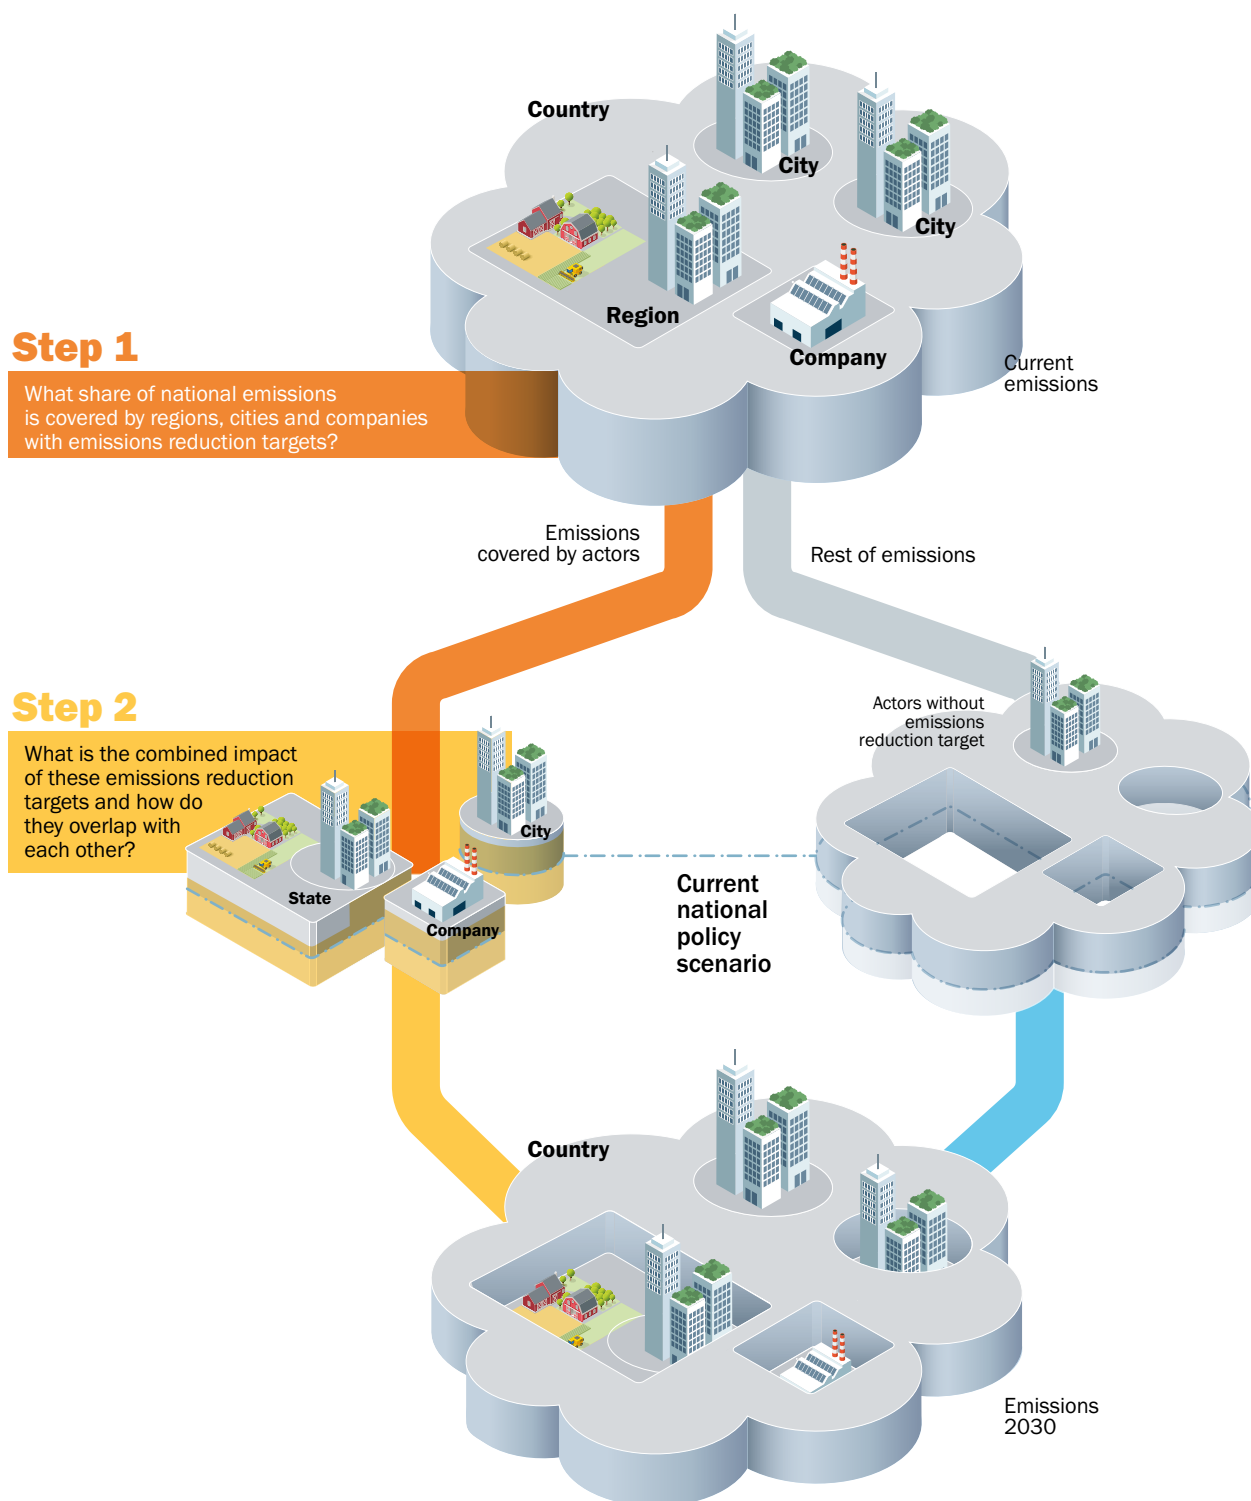 Country
City
City
Region
Company
Current
emissions
Step 1
What share of national emissions
is covered by regions, cities and companies
with emissions reduction targets?
Emissions
covered by actors
Rest of emissions
Step 2
What is the combined impact
of these emissions reduction
targets and how do
they overlap with
each other?
City
State
Company
Actors without
emissions
reduction target
Current
national
policy
scenario
Country
Emissions
2030